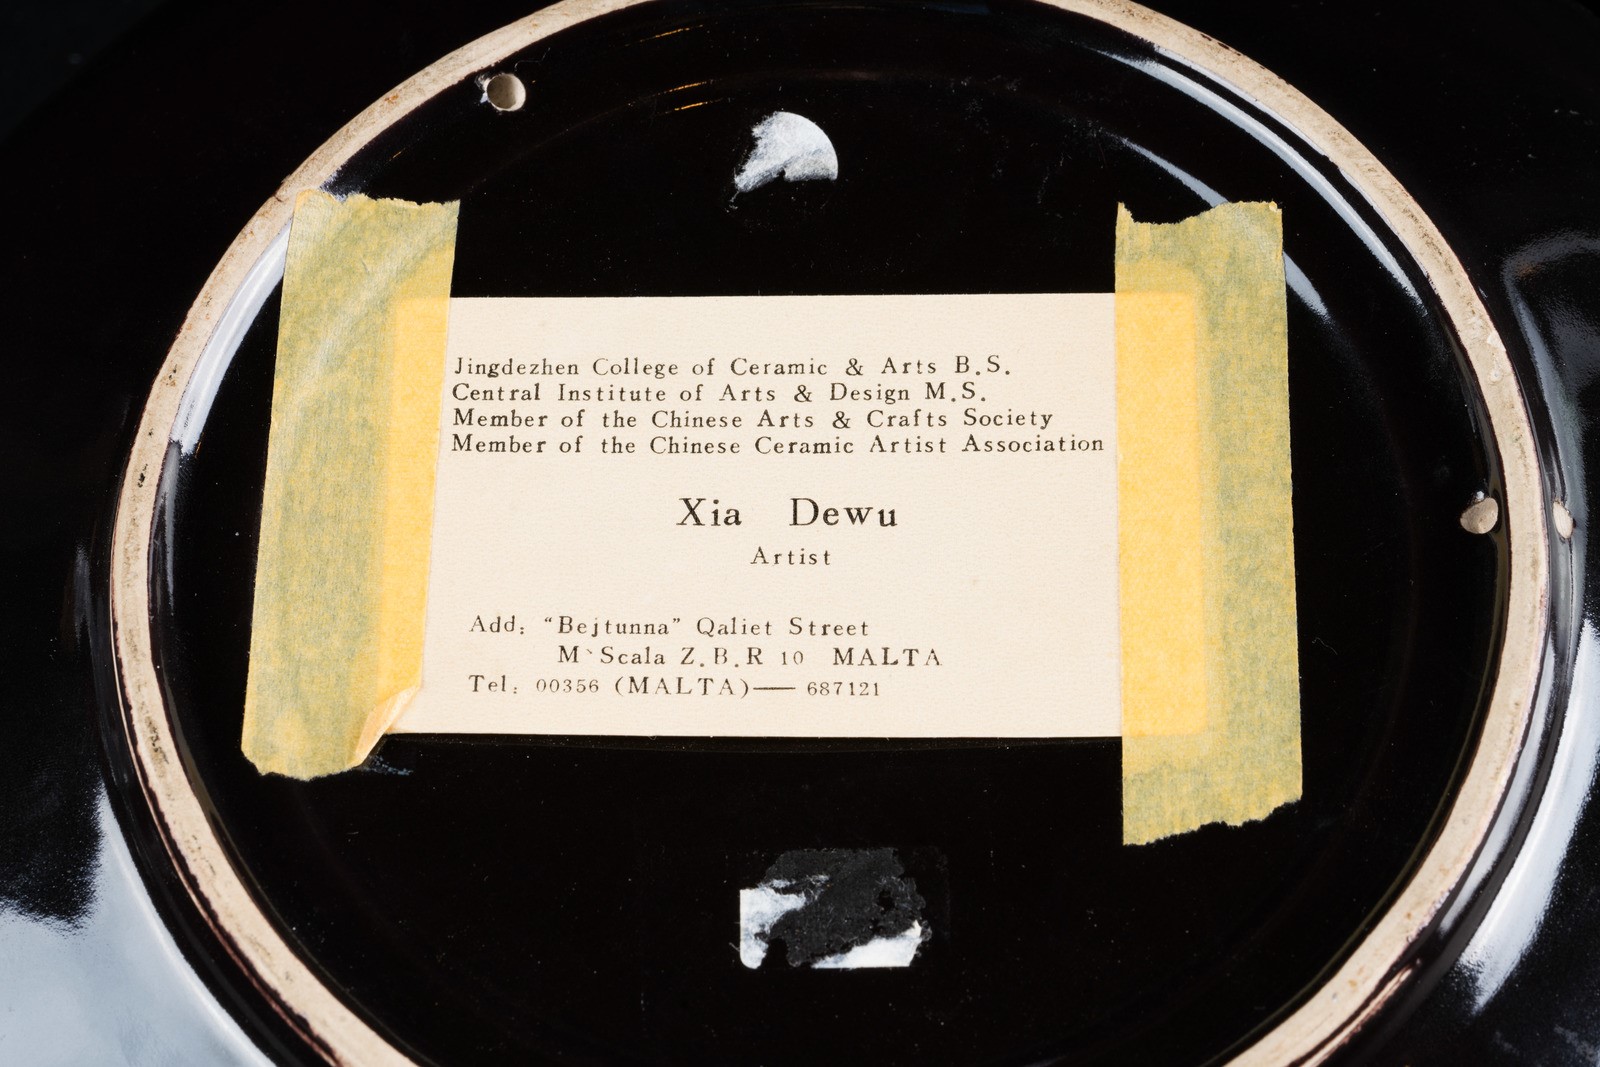 Jingdezhen College of Ceramic & Arts B.S.
Central Institute of Arts & Design M.S.
Member of the Chinese Arts & Crafts Society
Member of the Chinese Ceramic Artist Association
Xia Dewu
Artist
Add: “Bejtunna” Qaliet Street
M`Scala Z.B.R 10 MALTA
Tel: 00356 (MALTA)—— 687121